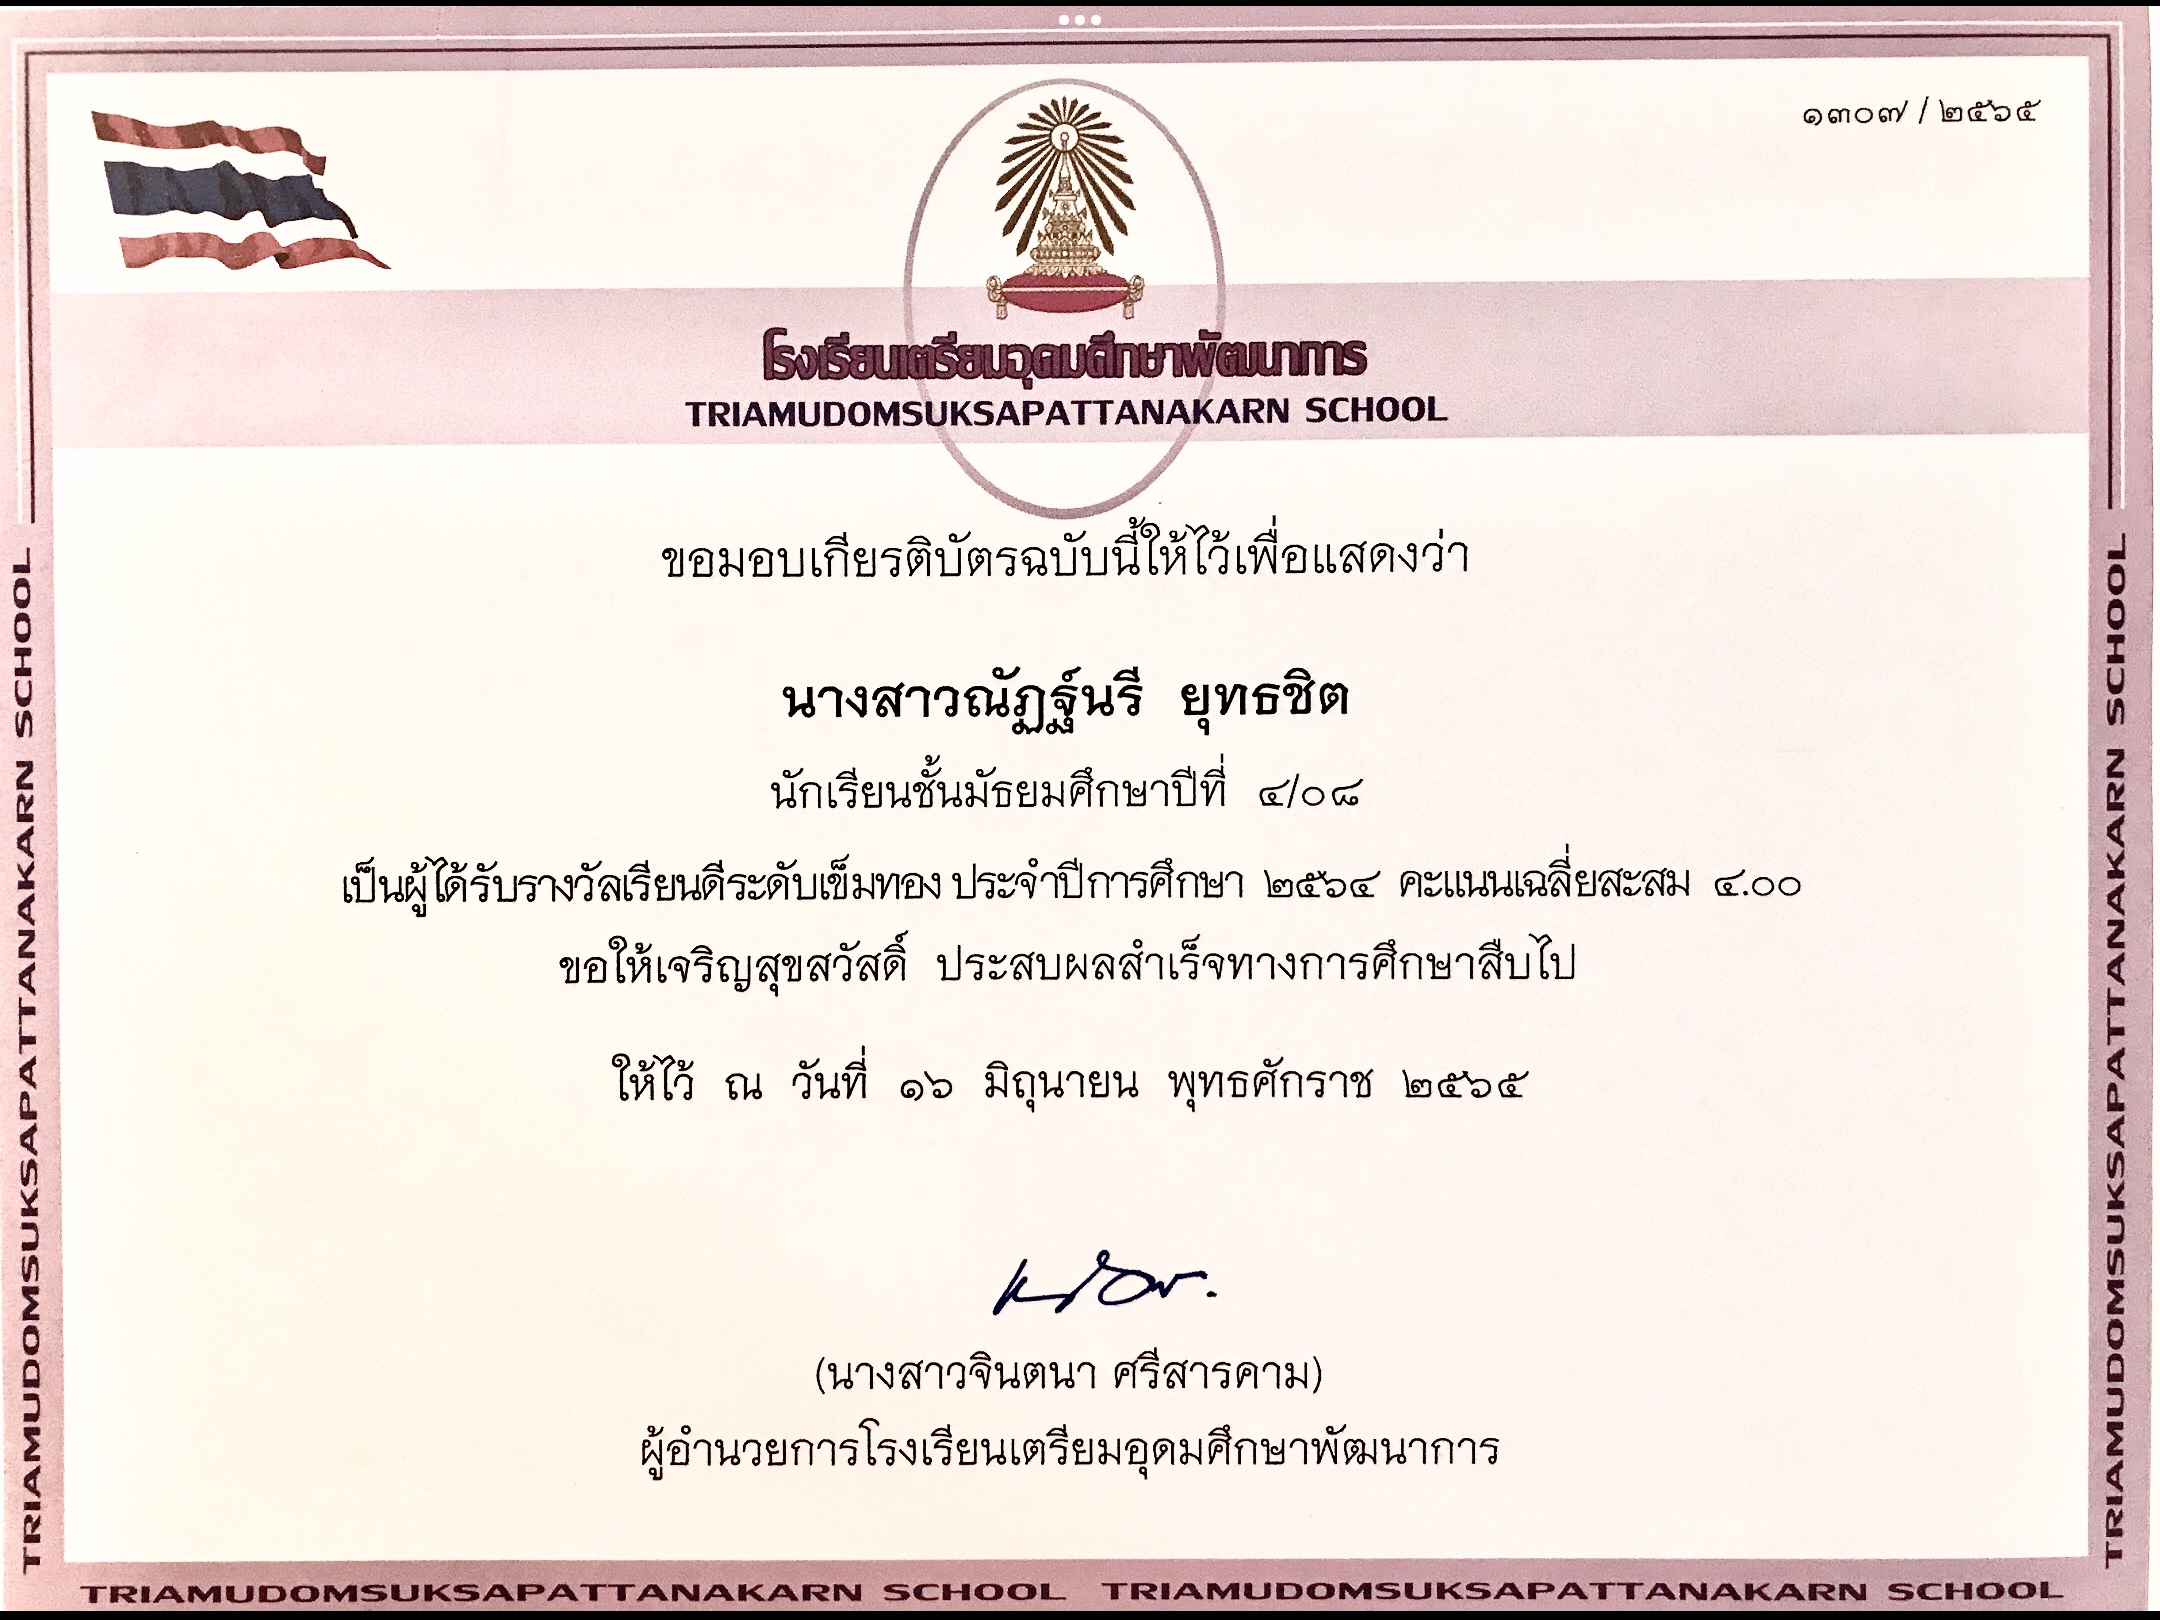 ๑๓๐๗ / ๒๕๖๕
โรงเรียนเตรียมอุดมศึกษาพัฒนาการ
TRIAMUDOMSUKSAPATTANAKARN SCHOOL
ขอมอบเกียรติบัตรฉบับนี้ให้ไว้เพื่อแสดงว่า
นางสาวณัฏฐ์นรี ยุทธชิต
นักเรียนชั้นมัธยมศึกษาปีที่ ๔/๐๘
เป็นผู้ได้รับรางวัลเรียนดีระดับเข็มทอง ประจำปีการศึกษา ๒๕๖๔ คะแนนเฉลี่ยสะสม ๔.๐๐
ขอให้เจริญสุขสวัสดิ์ ประสบผลสำเร็จทางการศึกษาสืบไป
ให้ไว้ ณ วันที่ ๑๖ มิถุนายน พุทธศักราช ๒๕๖๕
(นางสาวจินตนา ศรีสารคาม)
ผู้อำนวยการโรงเรียนเตรียมอุดมศึกษาพัฒนาการ
TRIAMUDOMSUKSAPATTANAKARN SCHOOL
TRIAMUDOMSUKSAPATTANAKARN SCHOOL
TRIAMUDOMSUKSAPATTANAKARN SCHOOL TRIAMUDOMSUKSAPATTANAKARN SCHOOL